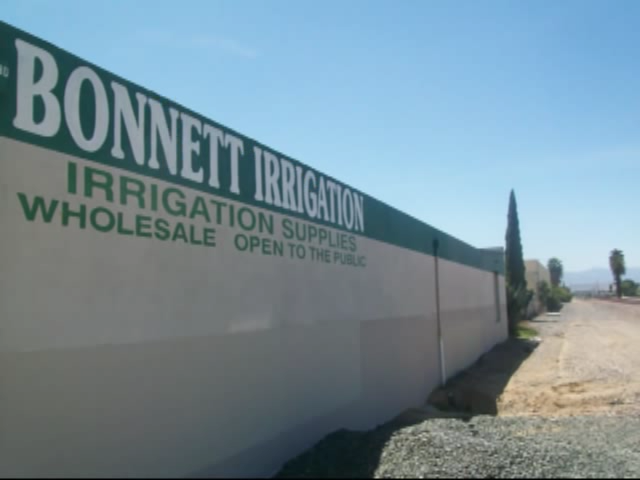 BONNETT IRRIGATION
IRRIGATION SUPPLIES
WHOLESALE OPEN TO THE PUBLIC